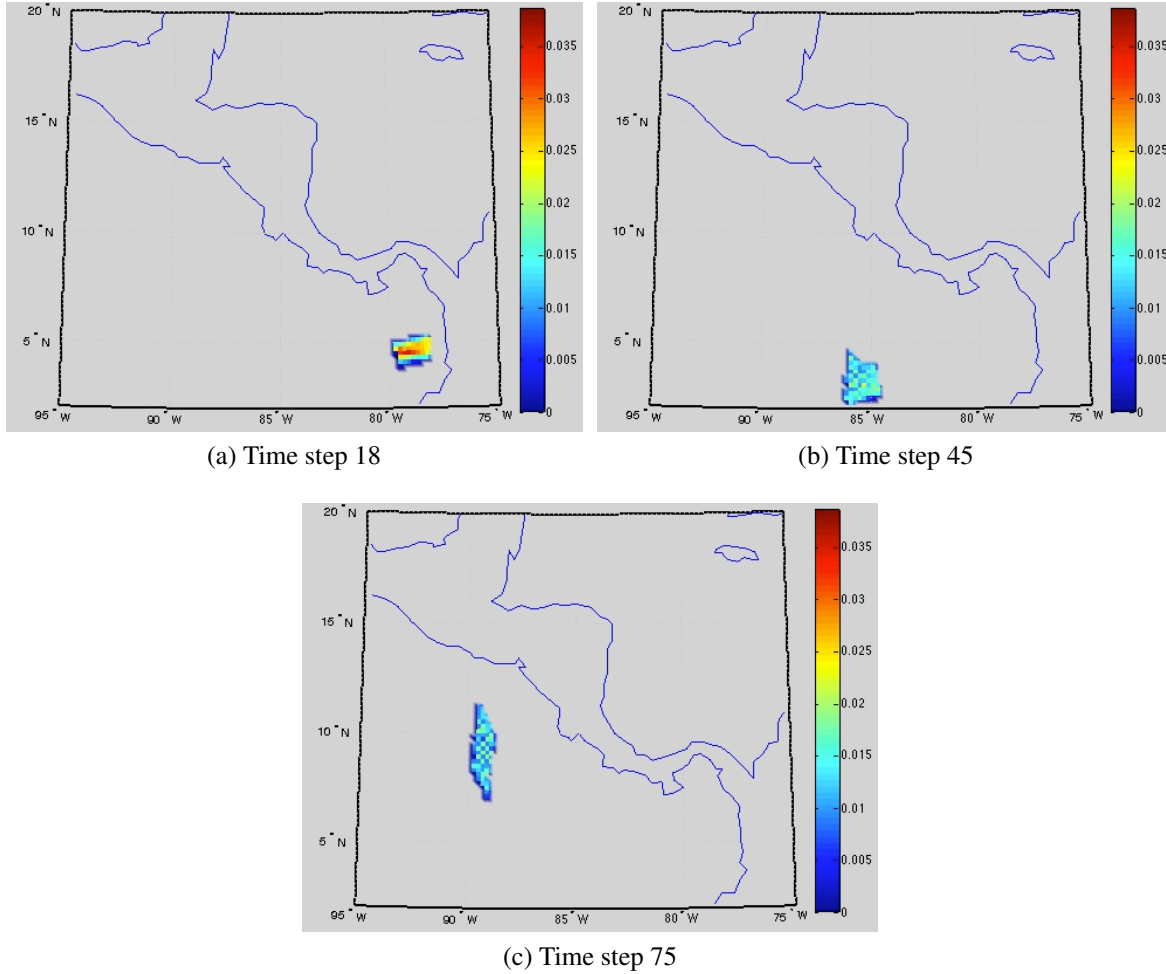 20° N
15° N
10° N
5° N
95° W
90° W
85° W
80° W
75° W
0.035
0.03
0.025
0.02
0.015
0.01
0.005
0
(a) Time step 18
20° N
15° N
10° N
5° N
95° W
90° W
85° W
80° W
75° W
0.035
0.03
0.025
0.02
0.015
0.01
0.005
0
(b) Time step 45
20° N
15° N
10° N
5° N
95° W
90° W
85° W
80° W
75° W
0.035
0.03
0.025
0.02
0.015
0.01
0.005
0
(c) Time step 75